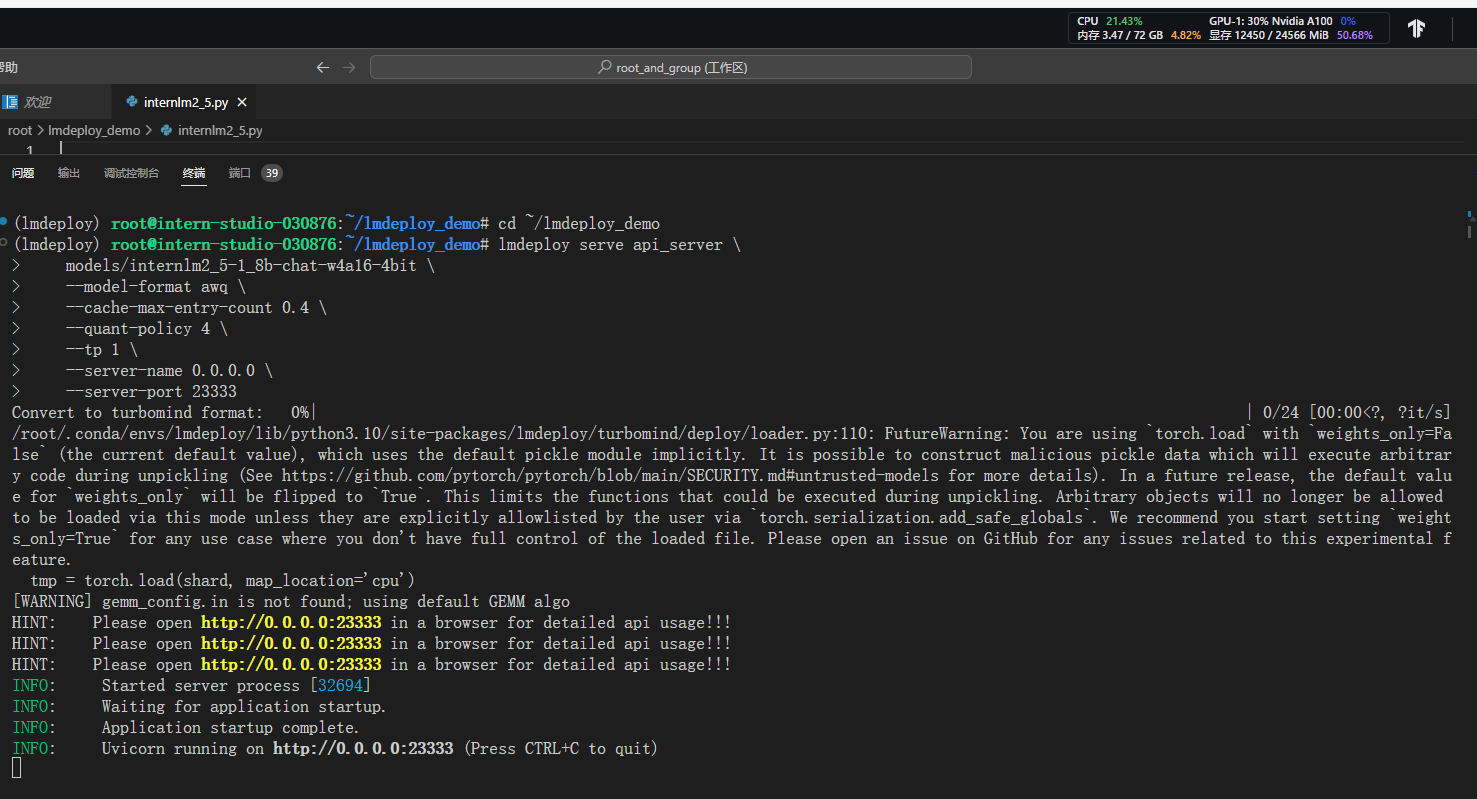 CPU 21.43% GPU-1: 30% Nvidia A100 0%
内存 3.47 / 72 GB 4.82% 显存 12450 / 24566 MiB 50.68%
帮助
root_and_group (工作区)
欢迎 internlm2_5.py
root > lmdeploy_demo > internlm2_5.py
1
问题 输出 调试控制台 终端 端口 39
(lmdeploy) root@intern-studio-030876:~/lmdeploy_demo# cd ~/lmdeploy_demo
(lmdeploy) root@intern-studio-030876:~/lmdeploy_demo# lmdeploy serve api_server \
> models/internlm2_5-1_8b-chat-w4a16-4bit \
> --model-format awq \
> --cache-max-entry-count 0.4 \
> --quant-policy 4 \
> --tp 1 \
> --server-name 0.0.0.0 \
> --server-port 23333
Convert to turbomind format: 0%| | 0/24 [00:00<?, ?it/s]
/root/.conda/envs/lmdeploy/lib/python3.10/site-packages/lmdeploy/turbomind/deploy/loader.py:110: FutureWarning: You are using `torch.load` with `weights_only=Fa
lse` (the current default value), which uses the default pickle module implicitly. It is possible to construct malicious pickle data which will execute arbitrar
y code during unpickling (See https://github.com/pytorch/pytorch/blob/main/SECURITY.md#untrusted-models for more details). In a future release, the default valu
e for `weights_only` will be flipped to `True`. This limits the functions that could be executed during unpickling. Arbitrary objects will no longer be allowed
to be loaded via this mode unless they are explicitly allowlisted by the user via `torch.serialization.add_safe_globals`. We recommend you start setting `weight
s_only=True` for any use case where you don't have full control of the loaded file. Please open an issue on GitHub for any issues related to this experimental f
eature.
tmp = torch.load(shard, map_location='cpu')
[WARNING] gemm_config.in is not found; using default GEMM algo
HINT: Please open http://0.0.0.0:23333 in a browser for detailed api usage!!!
HINT: Please open http://0.0.0.0:23333 in a browser for detailed api usage!!!
HINT: Please open http://0.0.0.0:23333 in a browser for detailed api usage!!!
INFO: Started server process [32694]
INFO: Waiting for application startup.
INFO: Application startup complete.
INFO: Uvicorn running on http://0.0.0.0:23333 (Press CTRL+C to quit)